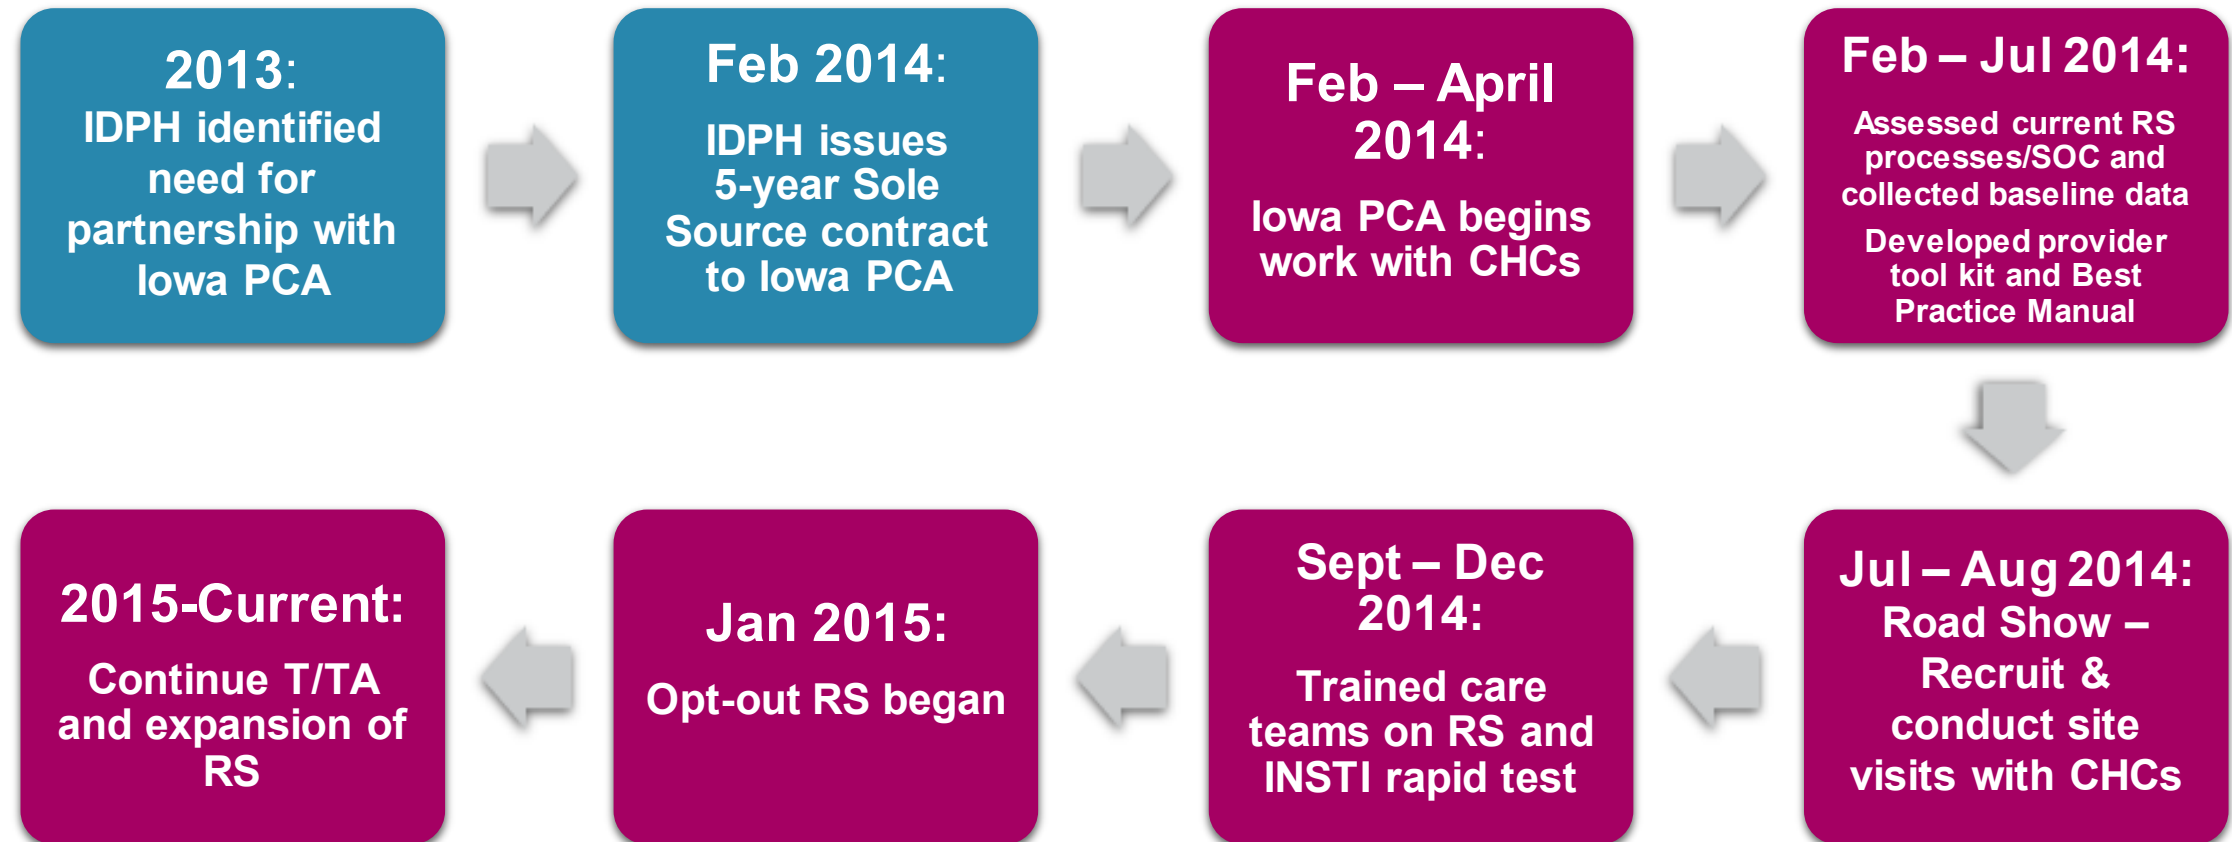 2013:
IDPH identified
need for
partnership with
Iowa PCA
Feb 2014:
IDPH issues
5-year Sole
Source contract
to Iowa PCA
Feb – April
2014:
Iowa PCA begins
work with CHCs
Feb – Jul 2014:
Assessed current RS
processes/SOC and
collected baseline data
Developed provider
tool kit and Best
Practice Manual
Jul – Aug 2014:
Road Show –
Recruit &
conduct site
visits with CHCs
Sept – Dec
2014:
Trained care
teams on RS and
INSTI rapid test
Jan 2015:
Opt-out RS began
2015-Current:
Continue T/TA
and expansion of
RS